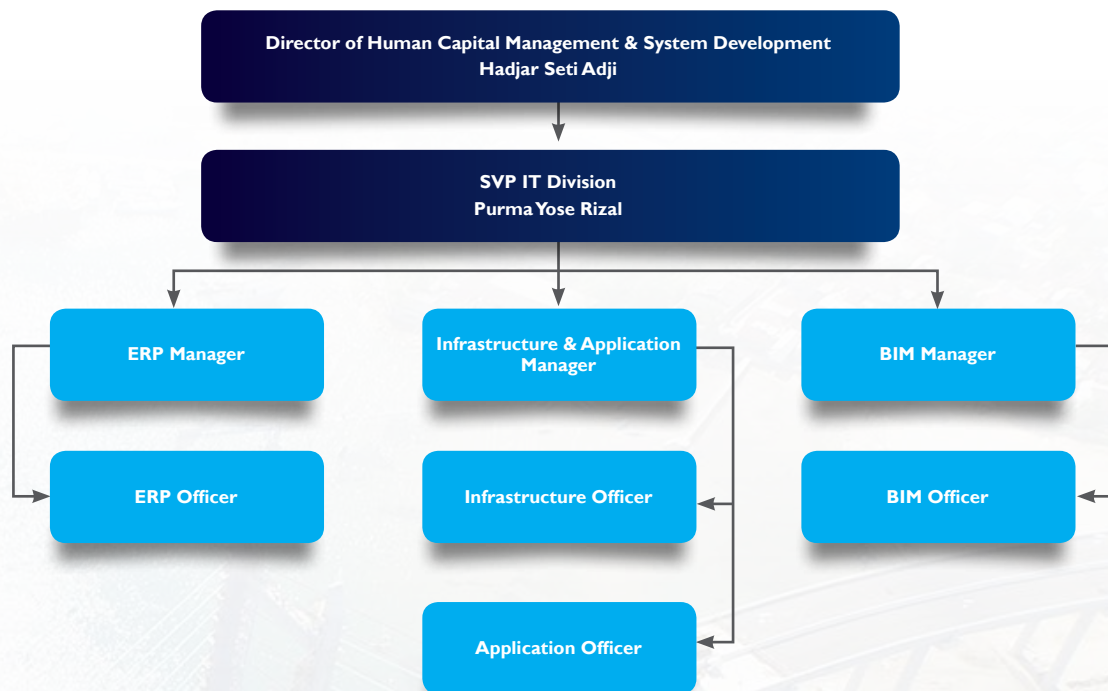 Director of Human Capital Management & System Development
Hadjar Seti Adji
SVP IT Division
Purma Yose Rizal
ERP Manager
Infrastructure & Application
Manager
BIM Manager
ERP Officer
Infrastructure Officer
BIM Officer
Application Officer